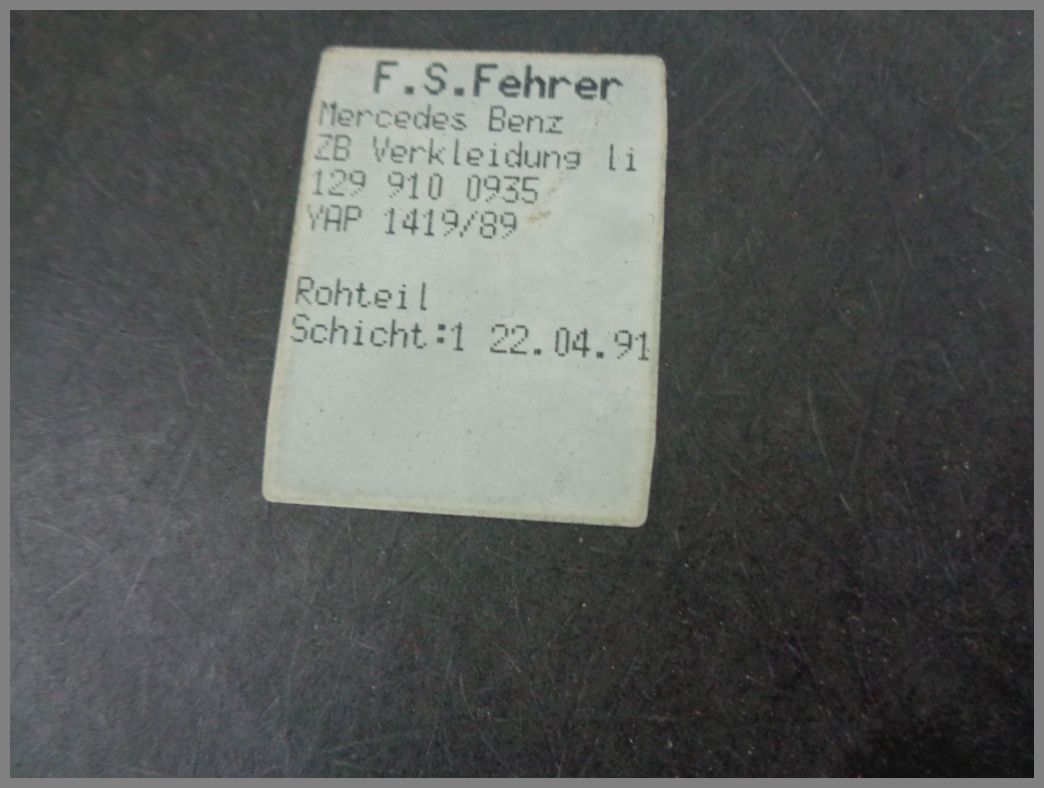 F.S.Fehrer
Mercedes Benz
ZB Verkleidung li
129 910 0935
YAP 1419/89
Rohteil
Schicht:1 22.04.91